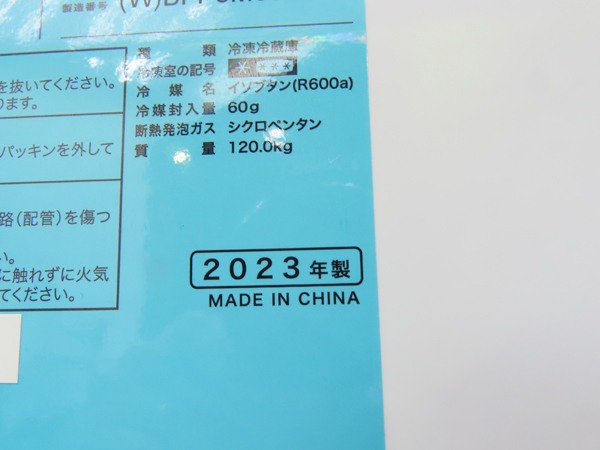 製造番号
種類 冷凍冷蔵庫
冷凍室の記号
を抜いてください。
冷媒名 イソブタン(R600a)
ります。
冷媒封入量 60g
断熱発泡ガス シクロペンタン
パッキンを外して
質量 120.0kg
路(配管)を傷つ
い。
に触れずに火気
てください。
2023年製
MADE IN CHINA